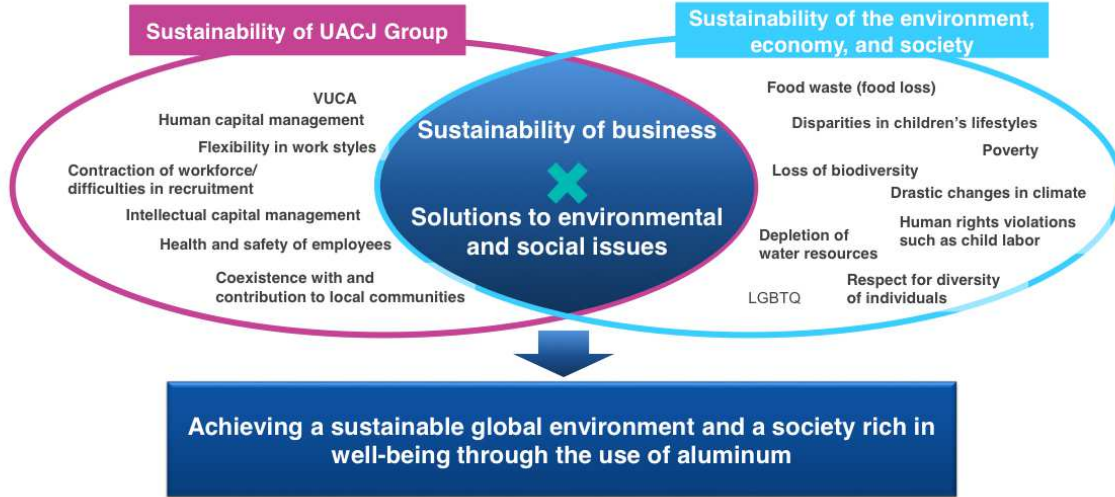 Sustainability of UACJ Group
Sustainability of the environment,
economy, and society
VUCA
Human capital management
Flexibility in work styles
Contraction of workforce/
difficulties in recruitment
Intellectual capital management
Health and safety of employees
Coexistence with and
contribution to local communities
Sustainability of business
Solutions to environmental
and social issues
Food waste (food loss)
Disparities in children’s lifestyles
Poverty
Loss of biodiversity
Drastic changes in climate
Human rights violations
such as child labor
Depletion of
water resources
Respect for diversity
of individuals
LGBTQ
Achieving a sustainable global environment and a society rich in
well-being through the use of aluminum